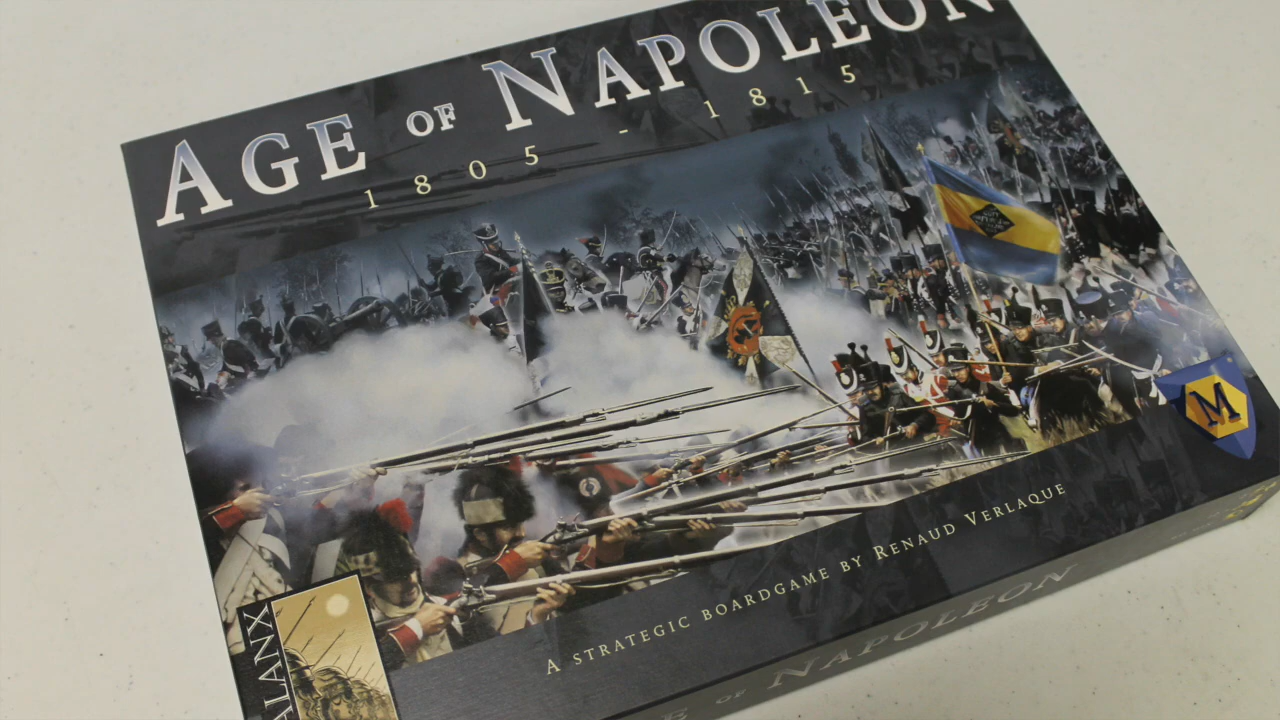 AGE OF NAPOLEON
1805 - 1815
M
A STRATEGIC BOARDGAME BY RENAUD VERLAQUE
ALANX
OF NAPOLEON